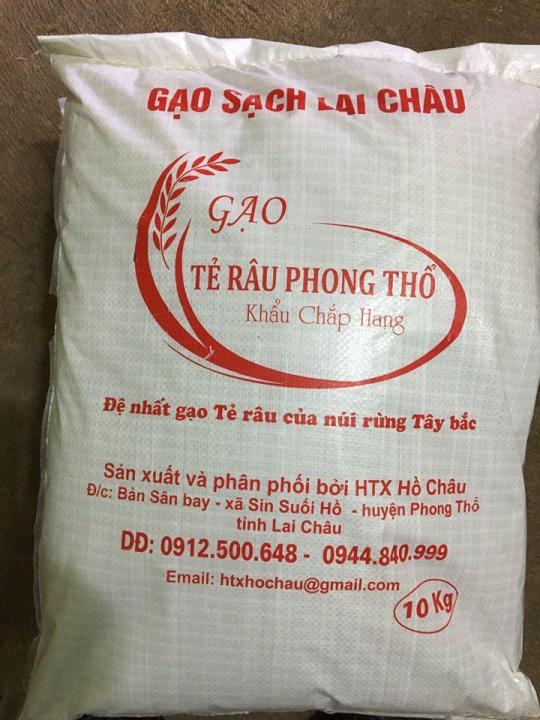 GẠO SẠCH LAI CHÂU
GẠO
TẺ RÂU PHONG THỔ
Khẩu Chắp Hang
Đệ nhất gạo Tẻ râu của núi rừng Tây bắc
Sản xuất và phân phối bởi HTX Hồ Châu
Đ/c: Bản Sân bay - xã Sin Suối Hồ - huyện Phong Thổ
tỉnh Lai Châu
DĐ: 0912.500.648 - 0944.840.999
Email: htxhochau@gmail.com
10 Kg